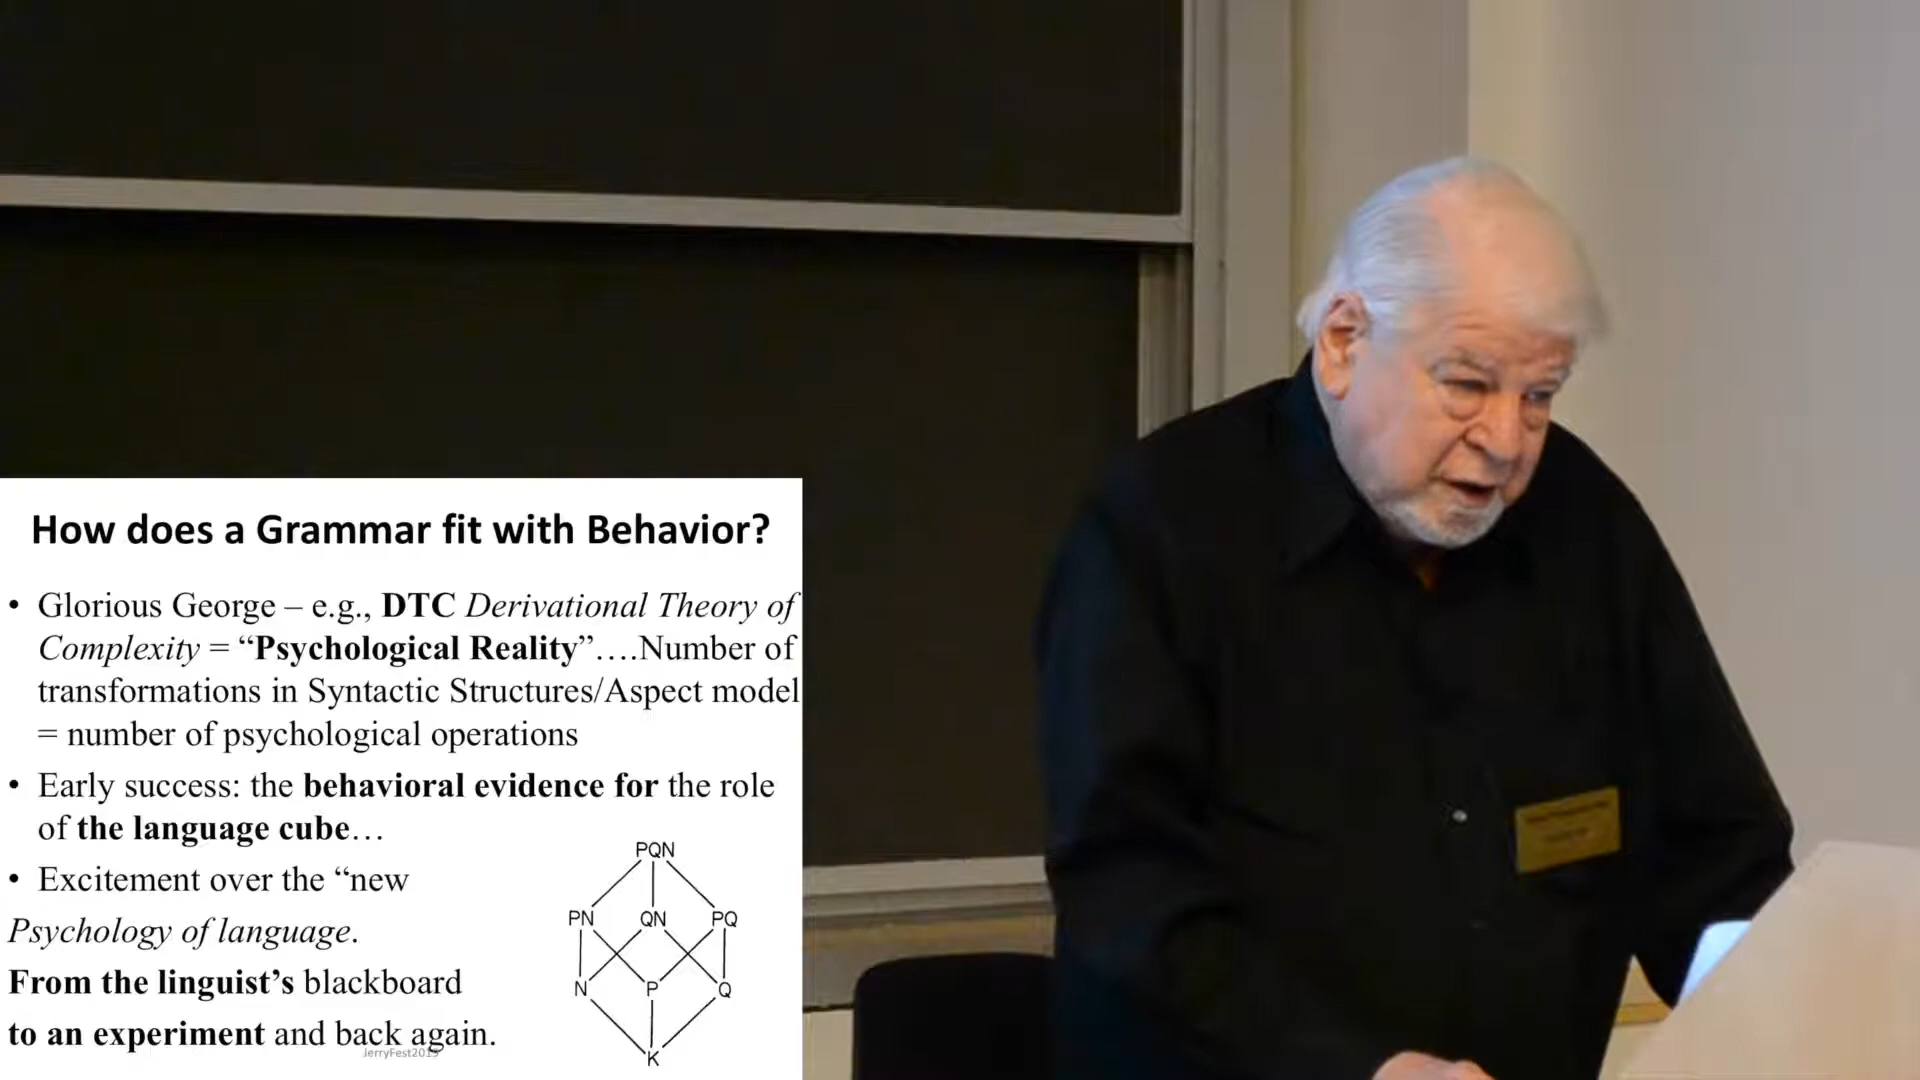 How does a Grammar fit with Behavior?
• Glorious George – e.g., DTC Derivational Theory of
Complexity = “Psychological Reality”….Number of
transformations in Syntactic Structures/Aspect model
= number of psychological operations
• Early success: the behavioral evidence for the role
of the language cube…
• Excitement over the “new
Psychology of language.
From the linguist’s blackboard
to an experiment and back again.
PQN
PN QN PQ
N P Q
K